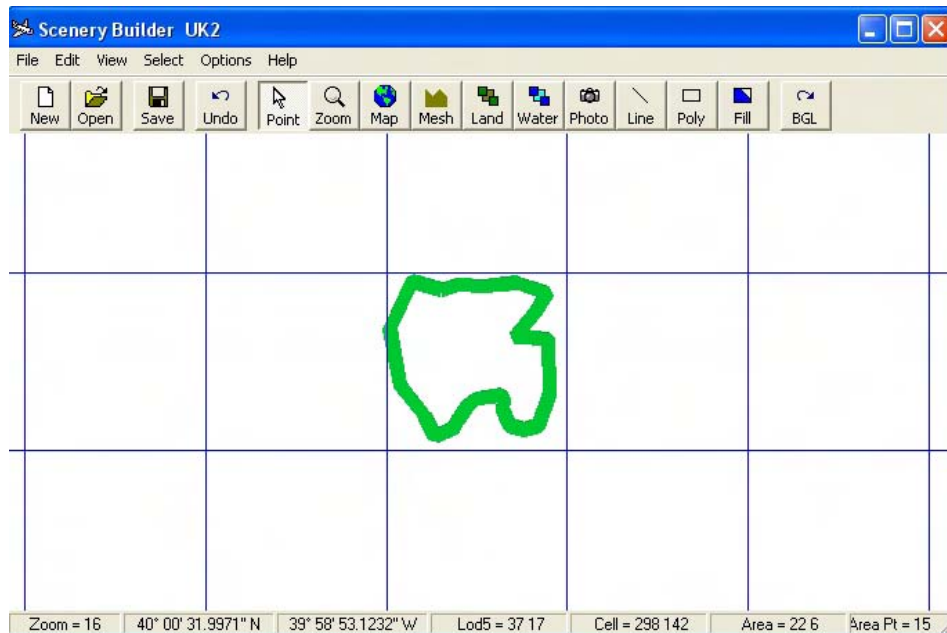 Scenery Builder UK2
File Edit View Select Options Help
New Open Save Undo Point Zoom Map Mesh Land Water Photo Line Poly Fill BGL
Zoom = 16 40° 00' 31.9971" N 39° 58' 53.1232" W Lod5 = 37 17 Cell = 298 142 Area = 22 6 Area Pt = 15